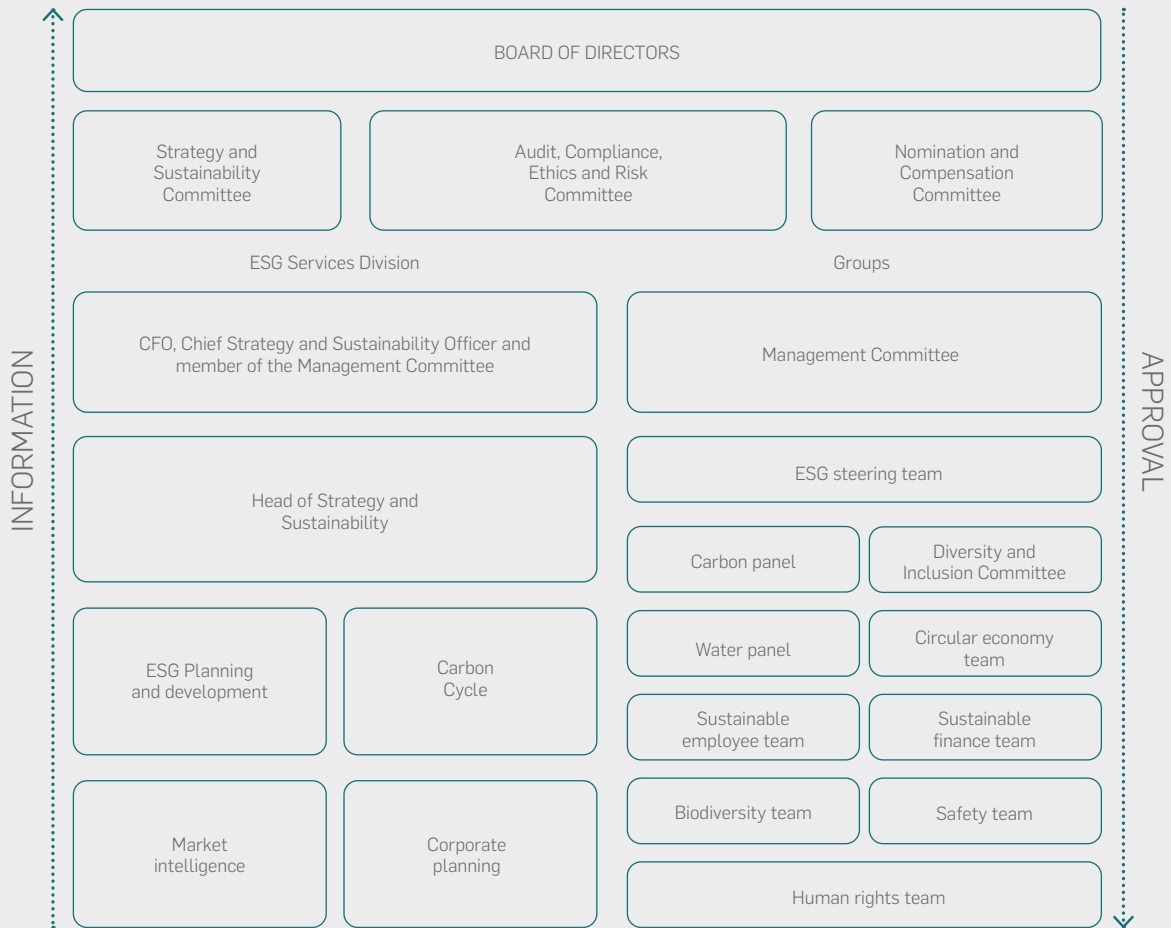 BOARD OF DIRECTORS
Strategy and
Sustainability
Committee
Audit, Compliance,
Ethics and Risk
Committee
Nomination and
Compensation
Committee
ESG Services Division
Groups
CFO, Chief Strategy and Sustainability Officer and
member of the Management Committee
Management Committee
Head of Strategy and
Sustainability
ESG steering team
Carbon panel
Diversity and
Inclusion Committee
ESG Planning
and development
Carbon
Cycle
Water panel
Circular economy
team
Sustainable
employee team
Sustainable
finance team
Market
intelligence
Corporate
planning
Biodiversity team
Safety team
Human rights team
INFORMATION
APPROVAL